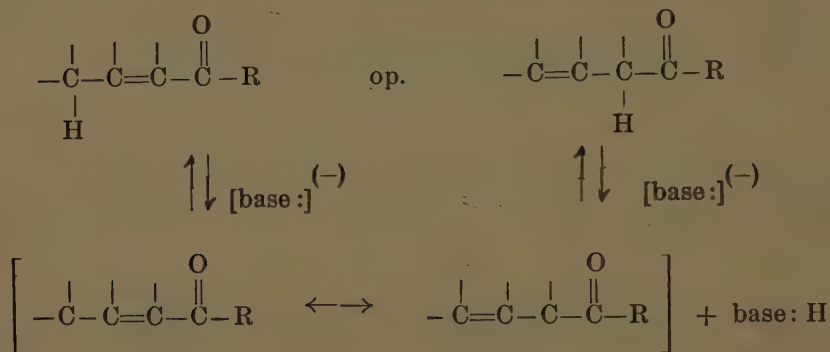 O O
—C—C=C—C—R op. —C=C—C—C—R
H H
[base:](−) [base:](−)
O O
[ —C—C=C—C—R ←→ —C=C—C—C—R ] + base: H